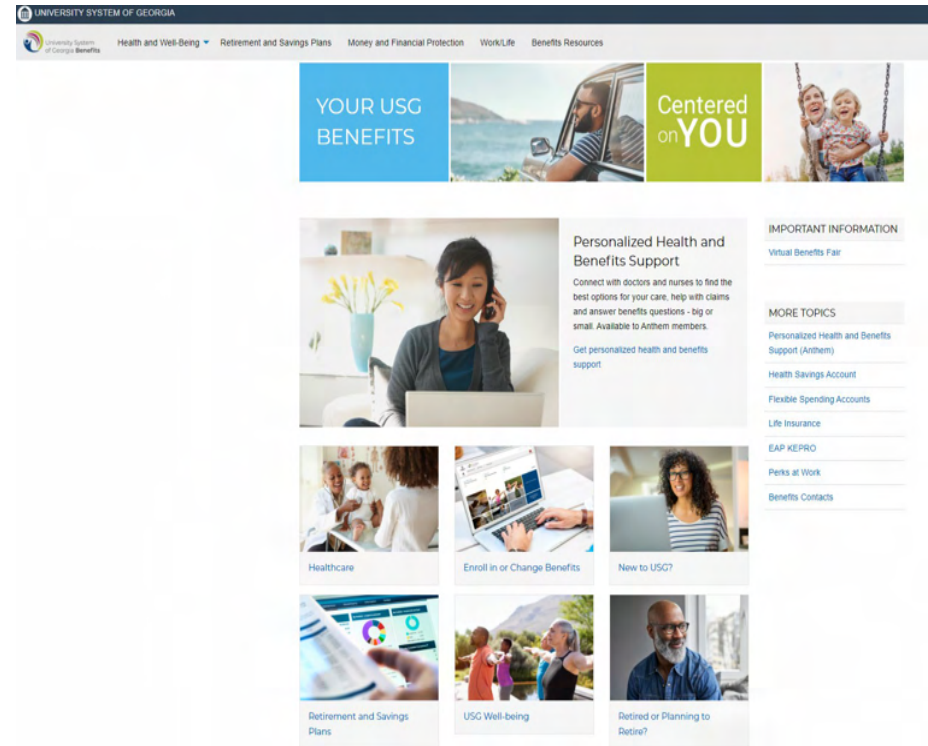 UNIVERSITY SYSTEM OF GEORGIA
University System
of Georgia Benefits
Health and Well-Being
Retirement and Savings Plans
Money and Financial Protection
Work/Life
Benefits Resources
YOUR USG
BENEFITS
Centered
on YOU
Personalized Health and
Benefits Support
Connect with doctors and nurses to find the
best options for your care, help with claims
and answer benefits questions - big or
small. Available to Anthem members.
Get personalized health and benefits
support
IMPORTANT INFORMATION
Virtual Benefits Fair
MORE TOPICS
Personalized Health and Benefits
Support (Anthem)
Health Savings Account
Flexible Spending Accounts
Life Insurance
EAP KEPRO
Perks at Work
Benefits Contacts
Healthcare
Enroll in or Change Benefits
New to USG?
Retirement and Savings
Plans
USG Well-being
Retired or Planning to
Retire?